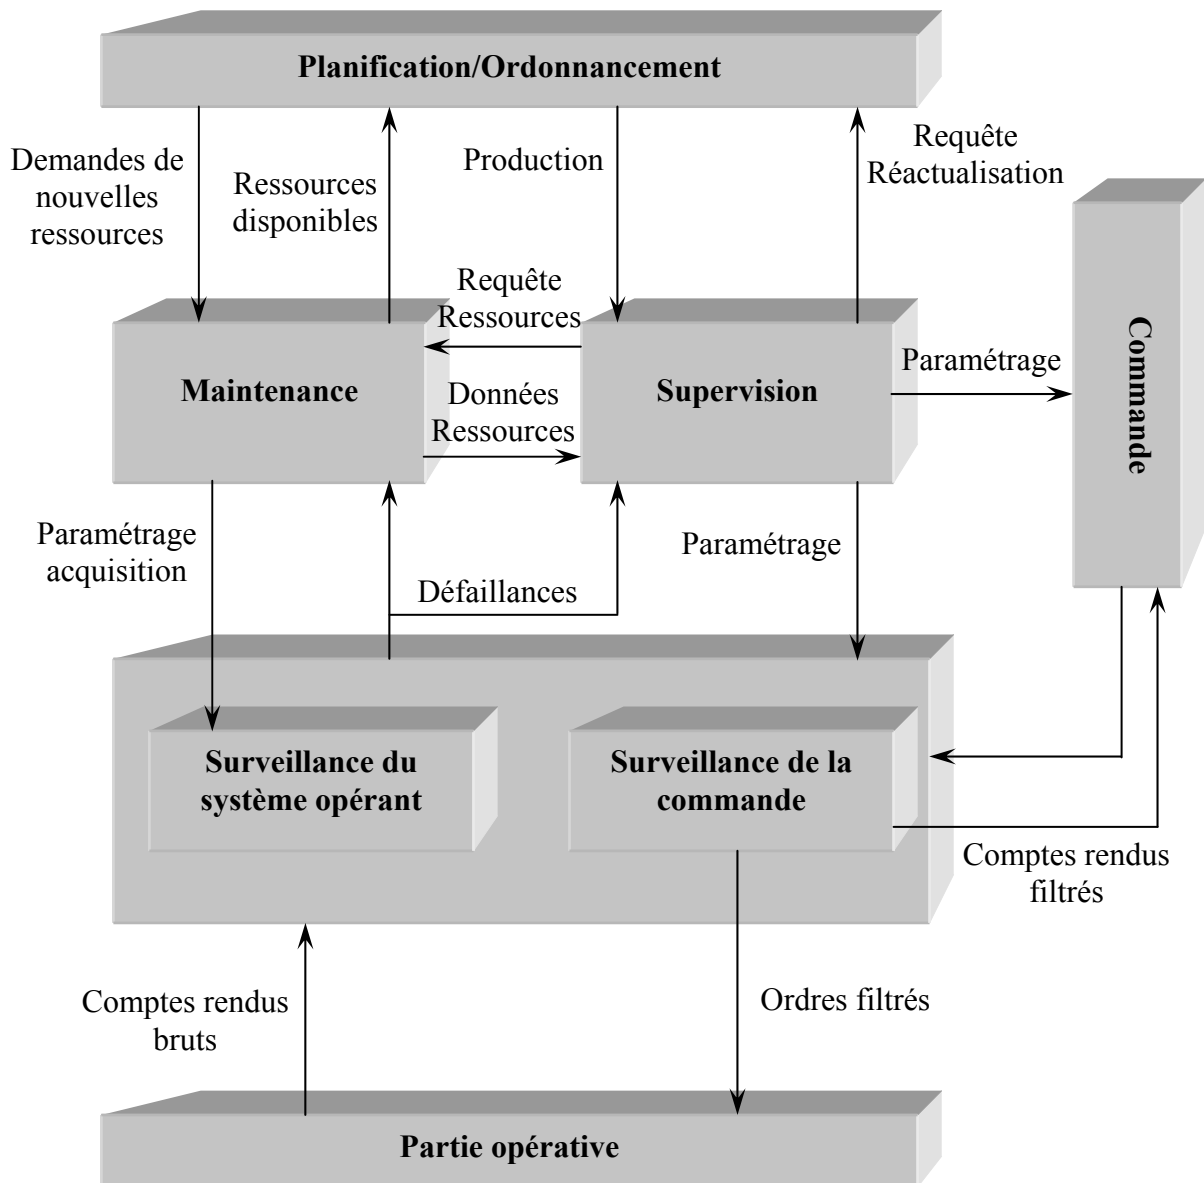 Planification/Ordonnancement
Demandes de
nouvelles
ressources
Ressources
disponibles
Production
Requête
Réactualisation
Requête
Ressources
Maintenance
Données
Ressources
Supervision
Paramétrage
Commande
Paramétrage
acquisition
Défaillances
Paramétrage
Surveillance du
système opérant
Surveillance de la
commande
Comptes rendus
filtrés
Comptes rendus
bruts
Ordres filtrés
Partie opérative